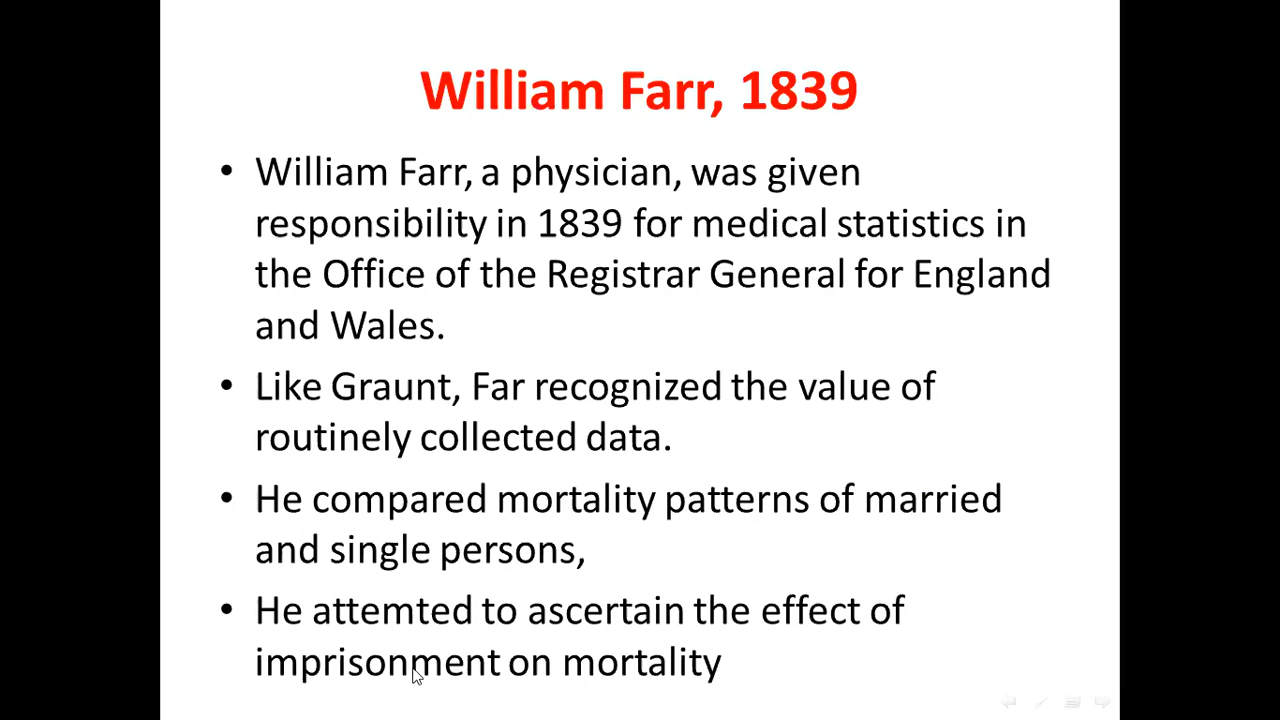 William Farr, 1839
• William Farr, a physician, was given
responsibility in 1839 for medical statistics in
the Office of the Registrar General for England
and Wales.
• Like Graunt, Far recognized the value of
routinely collected data.
• He compared mortality patterns of married
and single persons,
• He attemted to ascertain the effect of
imprisonment on mortality